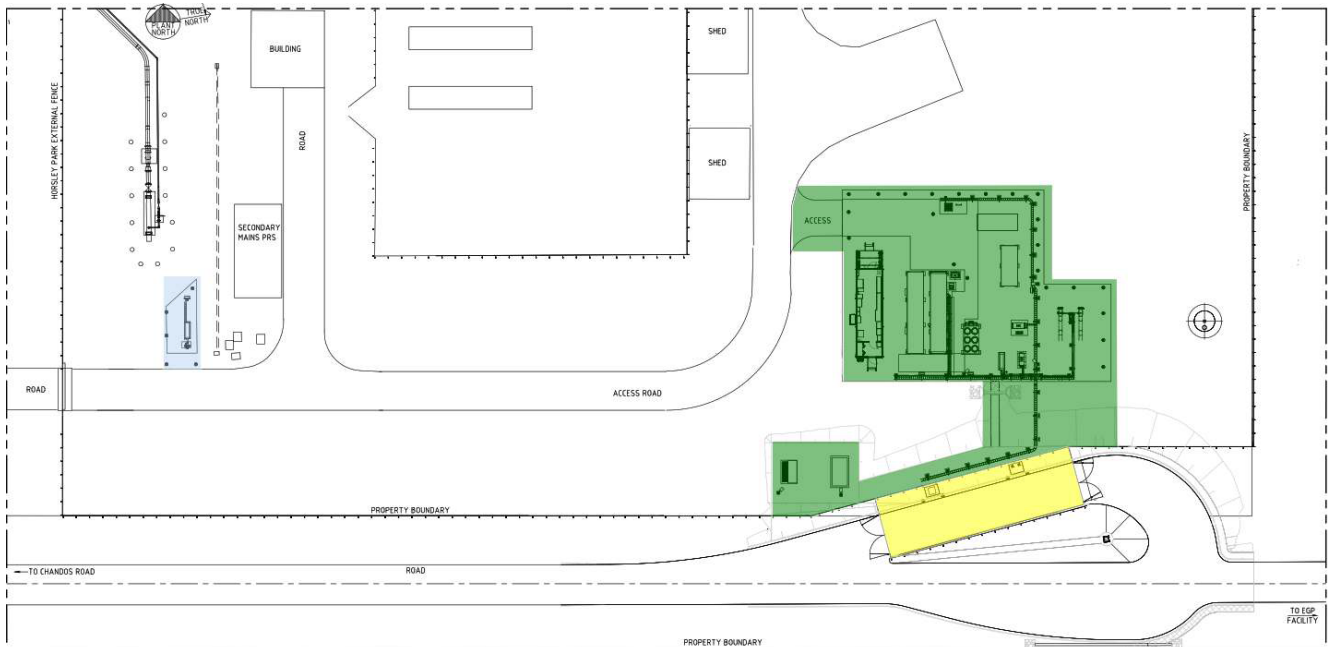 TRUE
NORTH
PLANT
NORTH
BUILDING
SHED
HORSLEY PARK EXTERNAL FENCE
ROAD
SHED
PROPERTY BOUNDARY
SECONDARY
MAINS PRS
ACCESS
ROAD
ACCESS ROAD
PROPERTY BOUNDARY
TO CHANDOS ROAD
ROAD
TO EGP
FACILITY
PROPERTY BOUNDARY